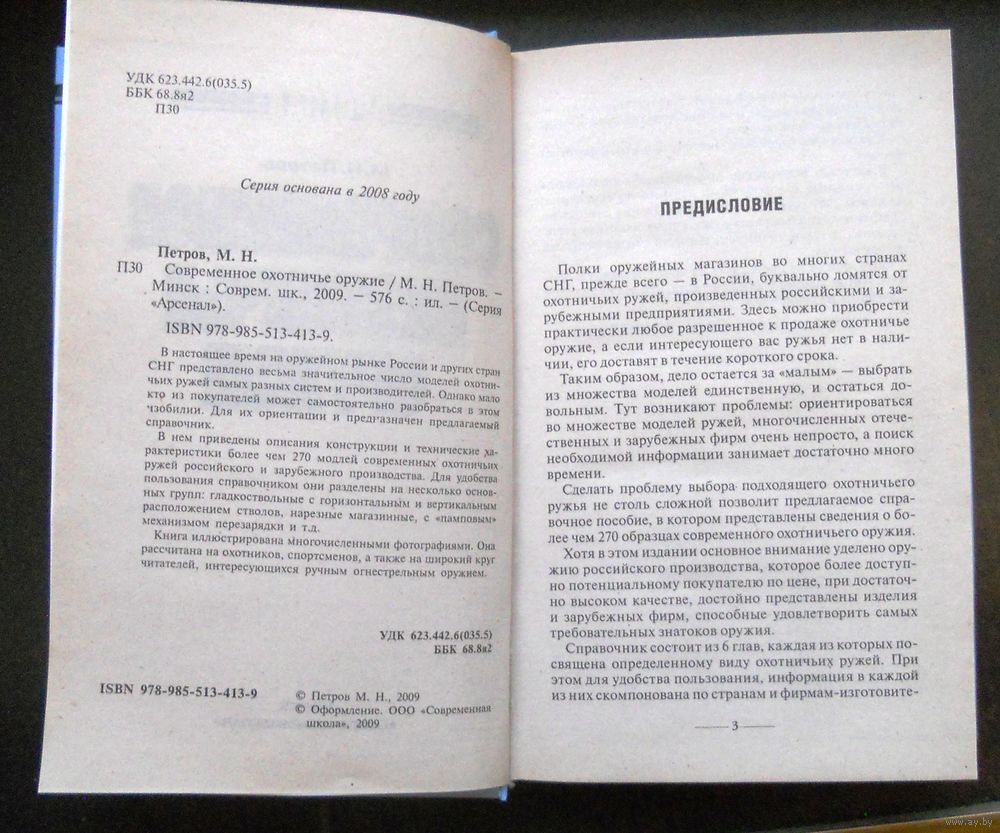 УДК 623.442.6(035.5)
ББК 68.8я2
П30
Серия основана в 2008 году
Петров, М. Н.
П30 Современное охотничье оружие / М. Н. Петров. –
Минск : Соврем. шк., 2009. – 576 с. : ил. – (Серия
«Арсенал»).
ISBN 978-985-513-413-9.
В настоящее время на оружейном рынке России и других стран
СНГ представлено весьма значительное число моделей охотни-
чьих ружей самых разных систем и производителей. Однако мало
кто из покупателей может самостоятельно разобраться в этом
чзобилии. Для их ориентации и предназначен предлагаемый
справочник.
В нем приведены описания конструкции и технические ха-
рактеристики более чем 270 модлей современных охотничьих
ружей российского и зарубежного производства. Для удобства
пользования справочником они разделены на несколько основ-
ных групп: гладкоствольные с горизонтальным и вертикальным
расположением стволов, нарезные магазинные, с «памповым»
механизмом перезарядки и т.д.
Книга иллюстрирована многочисленными фотографиями. Она
рассчитана на охотников, спортсменов, а также на широкий круг
читателей, интересующихся ручным огнестрельным оружием.
УДК 623.442.6(035.5)
ББК 68.8я2
ISBN 978-985-513-413-9
© Петров М. Н., 2009
© Оформление. ООО «Современная
школа», 2009
ПРЕДИСЛОВИЕ
Полки оружейных магазинов во многих странах
СНГ, прежде всего — в России, буквально ломятся от
охотничьих ружей, произведенных российскими и за-
рубежными предприятиями. Здесь можно приобрести
практически любое разрешенное к продаже охотничье
оружие, а если интересующего вас ружья нет в нали-
чии, его доставят в течение короткого срока.
Таким образом, дело остается за «малым» — выбрать
из множества моделей единственную, и остаться до-
вольным. Тут возникают проблемы: ориентироваться
во множестве моделей ружей, многочисленных отече-
ственных и зарубежных фирм очень непросто, а поиск
необходимой информации занимает достаточно много
времени.
Сделать проблему выбора подходящего охотничьего
ружья не столь сложной позволит предлагаемое спра-
вочное пособие, в котором представлены сведения о бо-
лее чем 270 образцах современного охотничьего оружия.
Хотя в этом издании основное внимание уделено ору-
жию российского производства, которое более доступ-
но потенциальному покупателю по цене, при достаточ-
но высоком качестве, достойно представлены изделия
и зарубежных фирм, способные удовлетворить самых
требовательных знатоков оружия.
Справочник состоит из 6 глав, каждая из которых по-
священа определенному виду охотничьих ружей. При
этом для удобства пользования, информация в каждой
из них скомпонована по странам и фирмам-изготовите-
— 3 —
www.ay.by